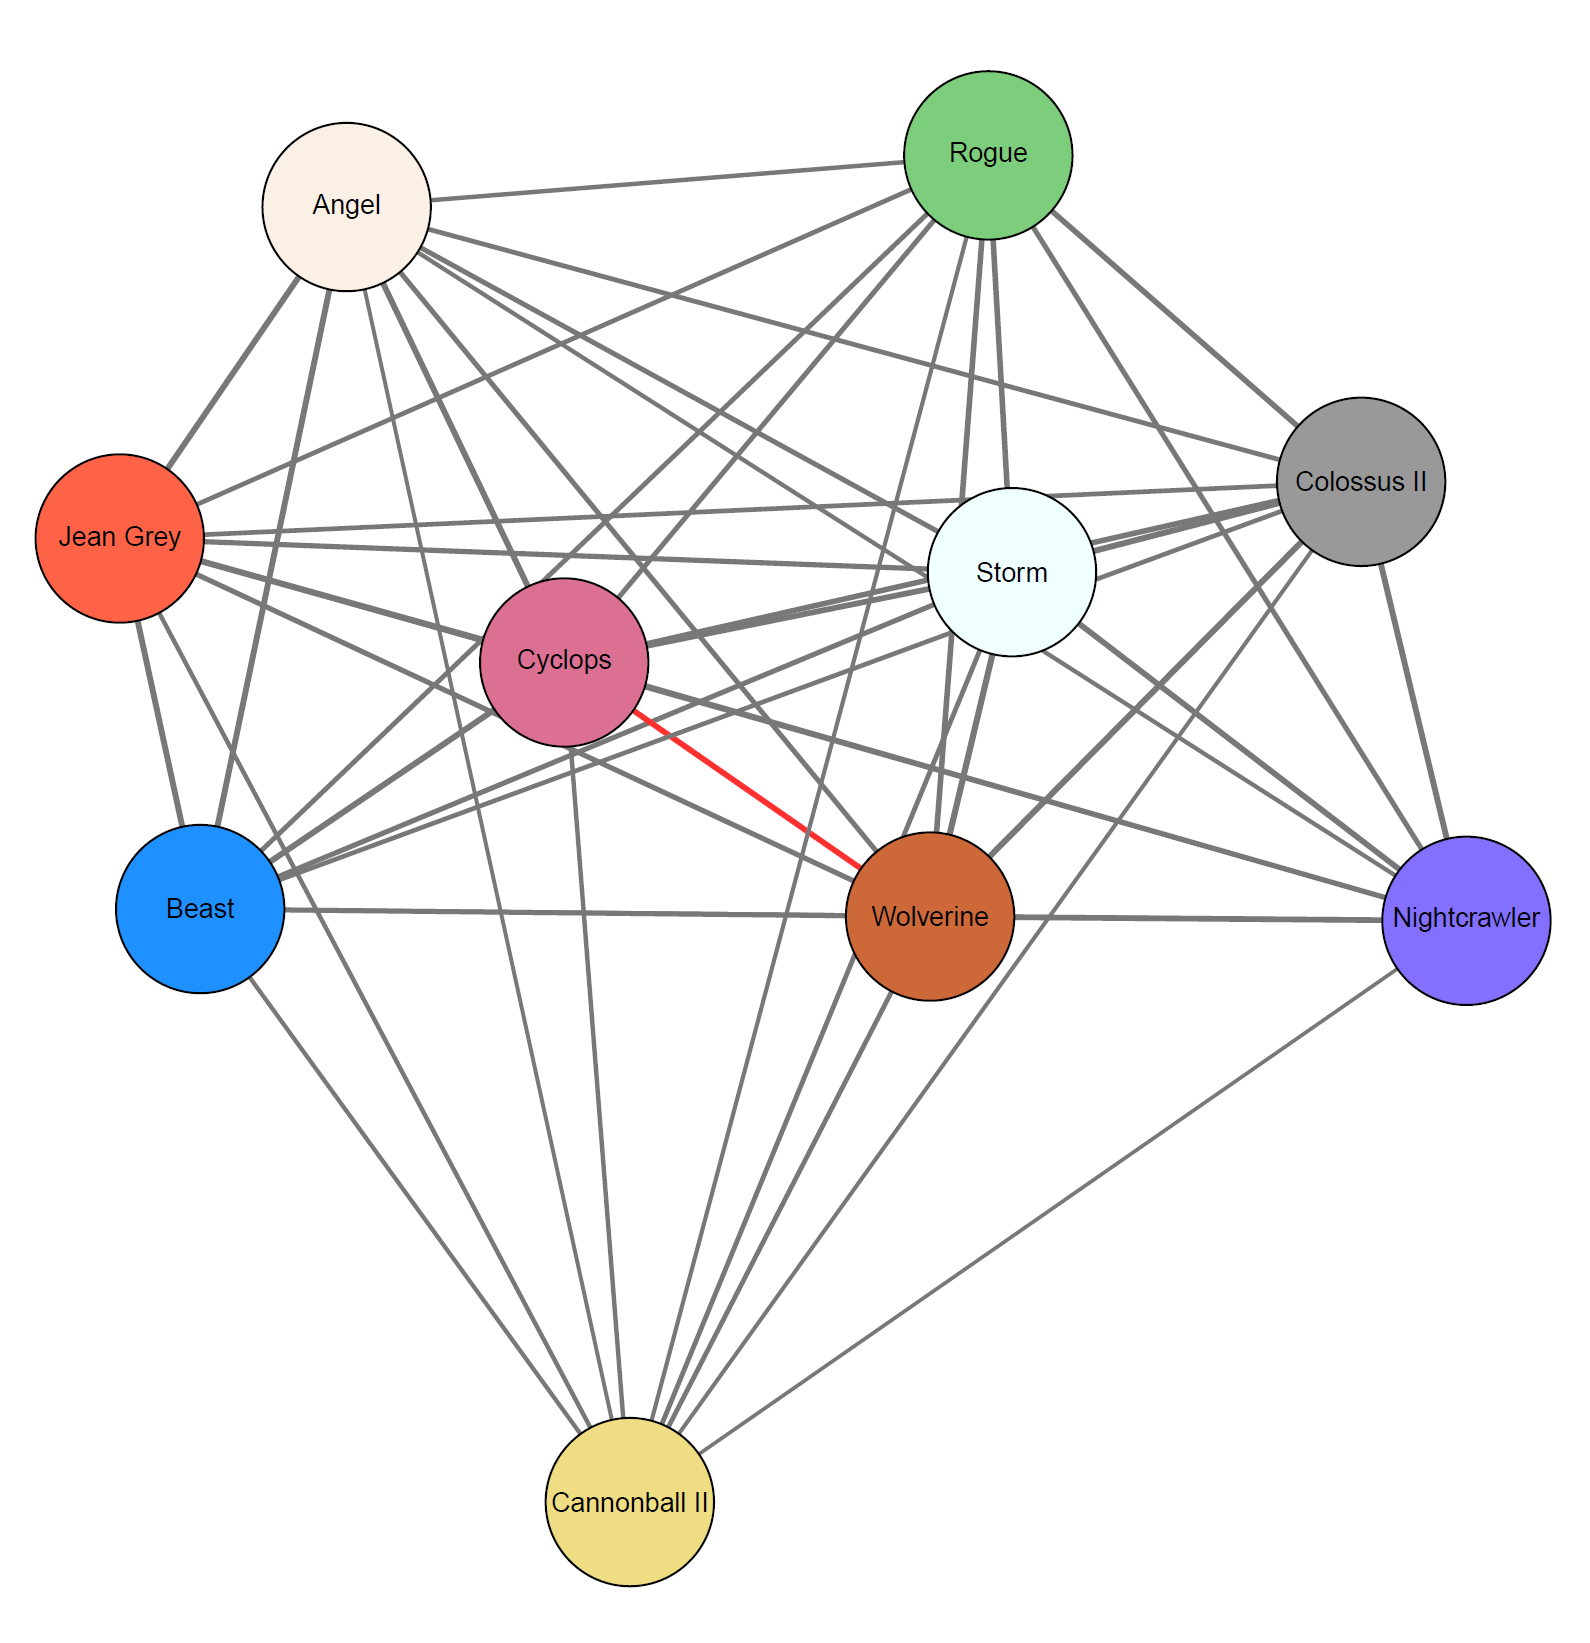 Rogue
Angel
Colossus II
Jean Grey
Storm
Cyclops
Beast
Wolverine
Nightcrawler
Cannonball II